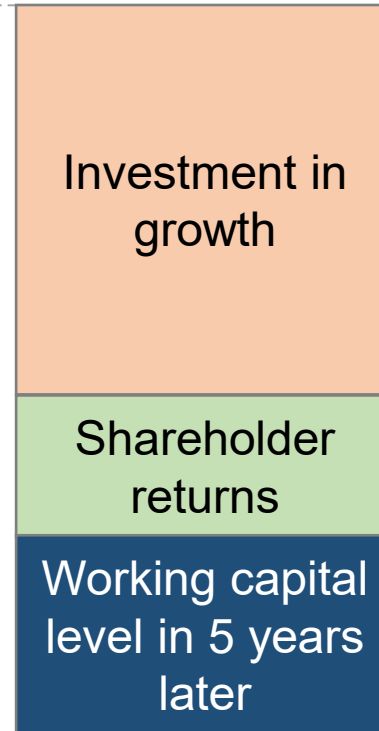 Investment in
growth
Shareholder
returns
Working capital
level in 5 years
later